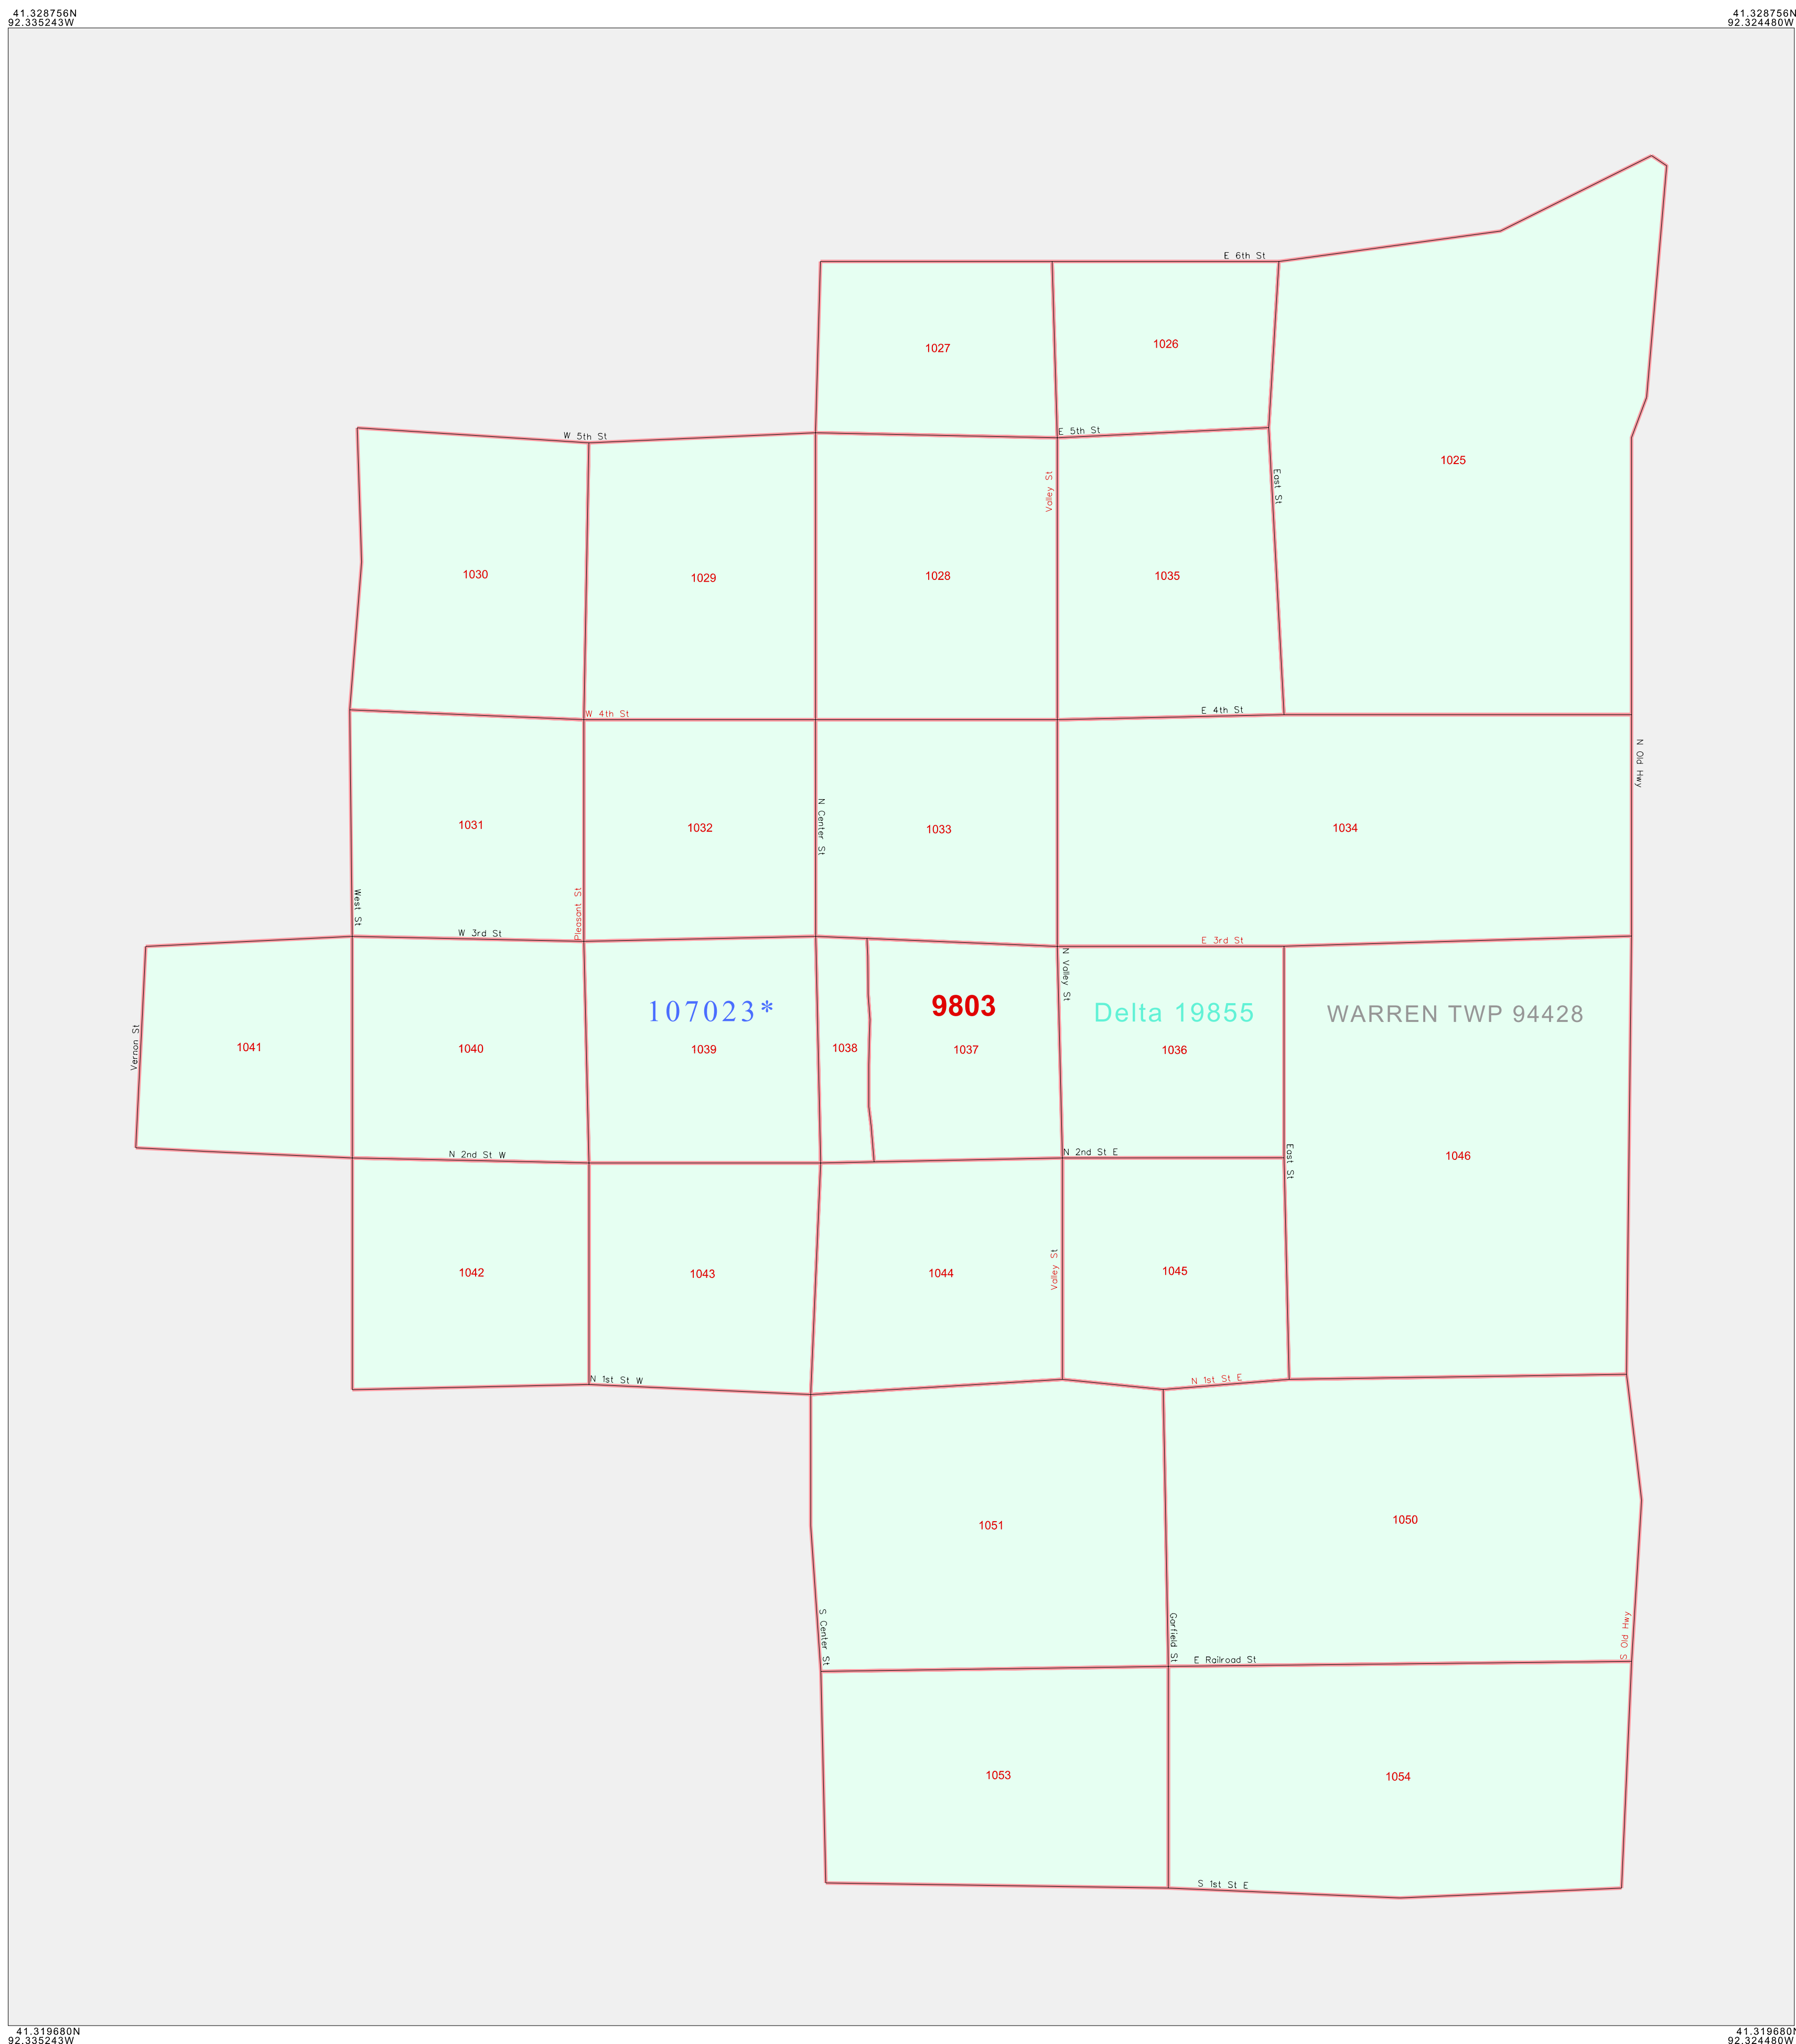 41.328756N
92.335243W
41.328756N
92.324480W
E 6th St
1027
1026
W 5th St
E 5th St
1025
Valley St
East St
1030
1029
1028
1035
W 4th St
E 4th St
N Old Hwy
1031
1032
N Center St
1033
1034
West St
Pleasant St
W 3rd St
E 3rd St
N Valley St
107023*
9803
Delta 19855
WARREN TWP 94428
Vernon St
1041
1040
1039
1038
1037
1036
N 2nd St W
N 2nd St E
East St
1046
1042
1043
1044
Valley St
1045
N 1st St W
N 1st St E
1051
1050
S Center St
Garfield St
S Old Hwy
E Railroad St
1053
1054
S 1st St E
41.319680N
92.335243W
41.319680N
92.324480W